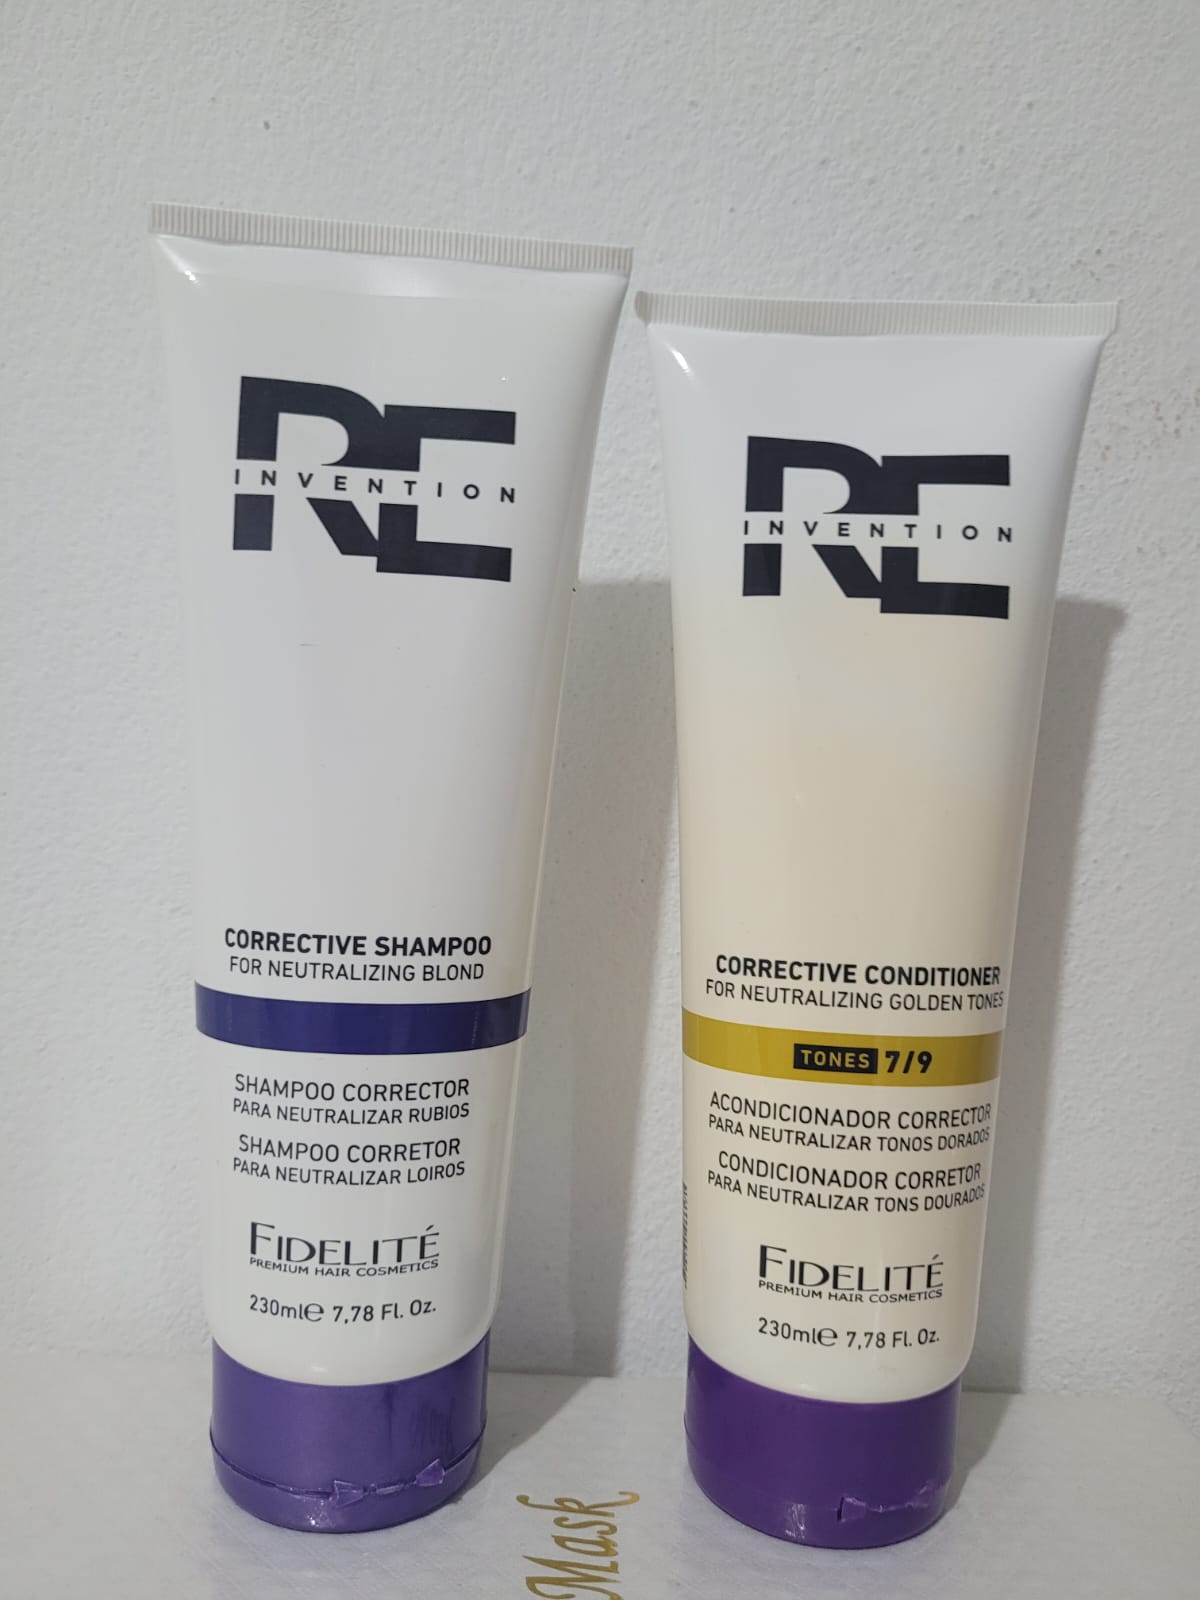 RE
INVENTION
CORRECTIVE SHAMPOO
FOR NEUTRALIZING BLOND
SHAMPOO CORRECTOR
PARA NEUTRALIZAR RUBIOS
SHAMPOO CORRETOR
PARA NEUTRALIZAR LOIROS
FIDELITÉ
PREMIUM HAIR COSMETICS
230ml℮ 7,78 Fl. Oz.
RE
INVENTION
CORRECTIVE CONDITIONER
FOR NEUTRALIZING GOLDEN TONES
TONES 7/9
ACONDICIONADOR CORRECTOR
PARA NEUTRALIZAR TONOS DORADOS
CONDICIONADOR CORRETOR
PARA NEUTRALIZAR TONS DOURADOS
FIDELITÉ
PREMIUM HAIR COSMETICS
230ml℮ 7,78 Fl. Oz.
Mask